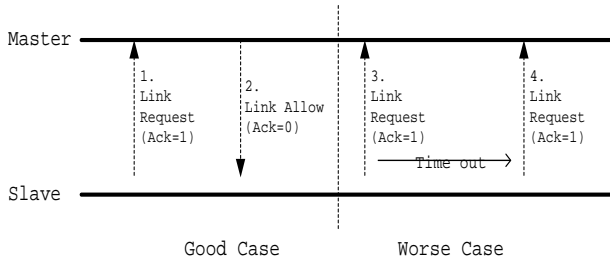 Master
1.
Link
Request
(Ack=1)
2.
Link Allow
(Ack=0)
3.
Link
Request
(Ack=1)
4.
Link
Request
(Ack=1)
Time out
Slave
Good Case
Worse Case